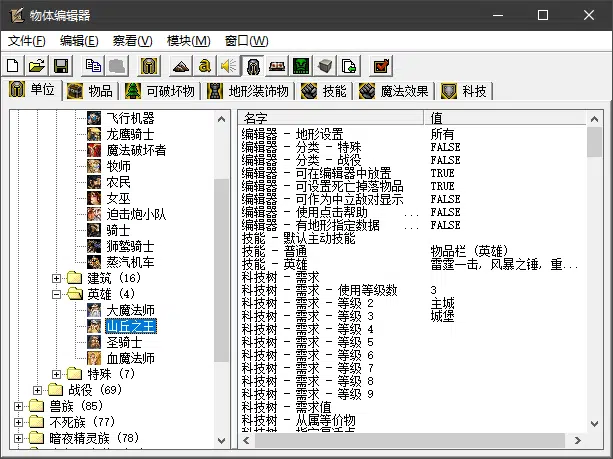 物体编辑器
文件(F) 编辑(E) 察看(V) 模块(M) 窗口(W)
单位 物品 可破坏物 地形装饰物 技能 魔法效果 科技
飞行机器
龙鹰骑士
魔法破坏者
牧师
农民
女巫
迫击炮小队
骑士
狮鹫骑士
蒸汽机车
建筑 (16)
英雄 (4)
大魔法师
山丘之王
圣骑士
血魔法师
特殊 (7)
战役 (69)
兽族 (85)
不死族 (77)
暗夜精灵族 (78)
名字 值
编辑器 - 地形设置 所有
编辑器 - 分类 - 特殊 FALSE
编辑器 - 分类 - 战役 FALSE
编辑器 - 可在编辑器中放置 TRUE
编辑器 - 可设置死亡掉落物品 TRUE
编辑器 - 可作为中立敌对显示 FALSE
编辑器 - 使用点击帮助 ... FALSE
编辑器 - 有地形指定数据 ... FALSE
技能 - 默认主动技能
技能 - 普通 物品栏 (英雄)
技能 - 英雄 雷霆一击, 风暴之锤, 重...
科技树 - 需求
科技树 - 需求 - 使用等级数 3
科技树 - 需求 - 等级 2 主城
科技树 - 需求 - 等级 3 城堡
科技树 - 需求 - 等级 4
科技树 - 需求 - 等级 5
科技树 - 需求 - 等级 6
科技树 - 需求 - 等级 7
科技树 - 需求 - 等级 8
科技树 - 需求 - 等级 9
科技树 - 需求值
科技树 - 从属等价物